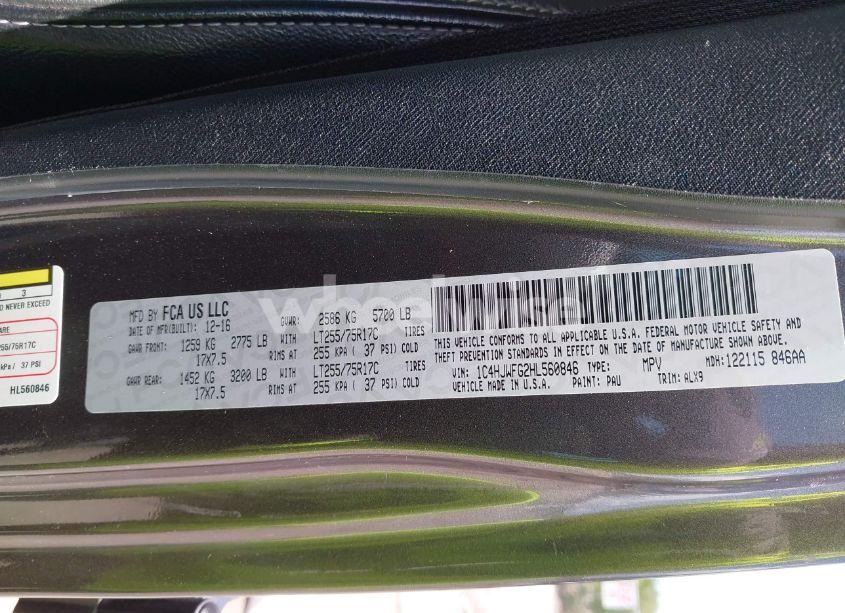 3
D NEVER EXCEED
ARE
255/75R17C
kPa / 37 PSI
HL560846
MFD BY FCA US LLC
DATE OF MFR(BUILT): 12-16
GVWR: 2586 KG 5700 LB
GAWR FRONT: 1259 KG 2775 LB WITH LT255/75R17C TIRES
17X7.5 RIMS AT 255 KPA ( 37 PSI) COLD
GAWR REAR: 1452 KG 3200 LB WITH LT255/75R17C TIRES
17X7.5 RIMS AT 255 KPA ( 37 PSI) COLD
THIS VEHICLE CONFORMS TO ALL APPLICABLE U.S.A. FEDERAL MOTOR VEHICLE SAFETY AND
THEFT PREVENTION STANDARDS IN EFFECT ON THE DATE OF MANUFACTURE SHOWN ABOVE.
VIN: 1C4HJWFG2HL560846 TYPE: MPV MDH: 122115 846AA
VEHICLE MADE IN U.S.A. PAINT: PAU TRIM: ALX9
wheelwise